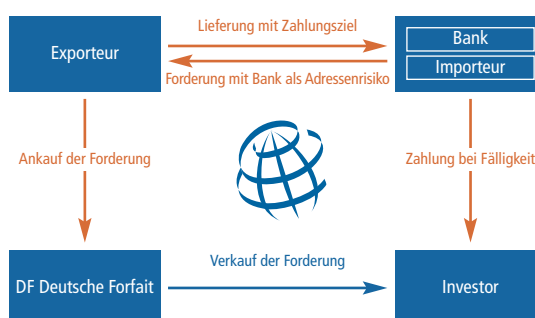 Lieferung mit Zahlungsziel
Exporteur
Bank
Importeur
Forderung mit Bank als Adressenrisiko
Ankauf der Forderung
Zahlung bei Fälligkeit
Verkauf der Forderung
DF Deutsche Forfait
Investor